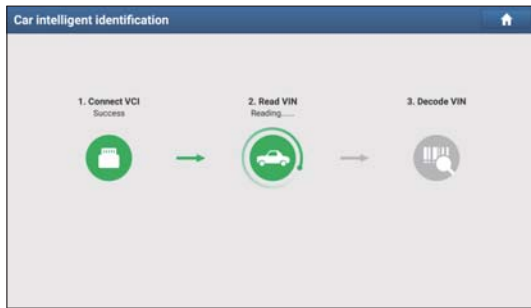 Car intelligent identification
1. Connect VCI
Success
2. Read VIN
Reading......
3. Decode VIN